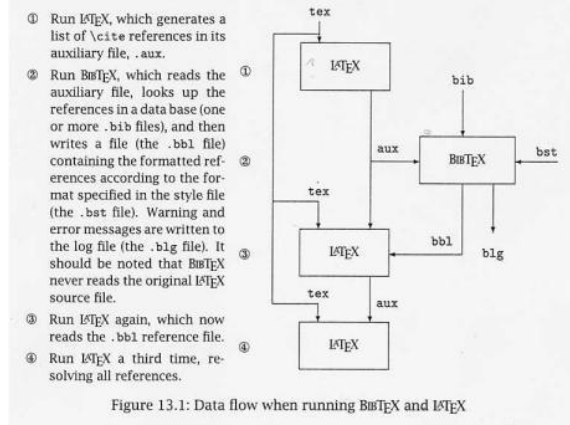 ① Run LATEX, which generates a
list of \cite references in its
auxiliary file, .aux.
② Run BIBTEX, which reads the
auxiliary file, looks up the
references in a data base (one
or more .bib files), and then
writes a file (the .bbl file)
containing the formatted ref-
erences according to the for-
mat specified in the style file
(the .bst file). Warning and
error messages are written to
the log file (the .blg file). It
should be noted that BIBTEX
never reads the original LATEX
source file.
③ Run LATEX again, which now
reads the .bbl reference file.
④ Run LATEX a third time, re-
solving all references.
tex
① LATEX
bib
aux
② BIBTEX
bst
tex
③ LATEX
bbl
blg
tex
aux
④ LATEX
Figure 13.1: Data flow when running BIBTEX and LATEX